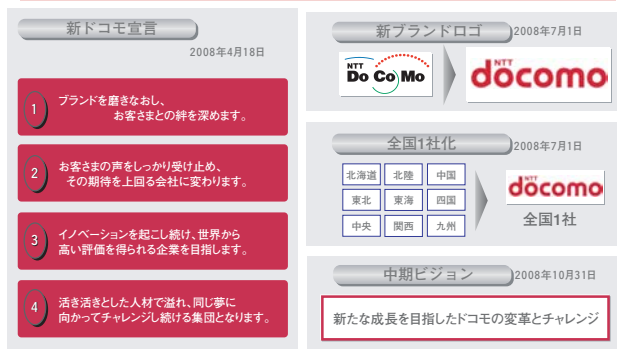 新ドコモ宣言
2008年4月18日
1
ブランドを磨きなおし、
お客さまとの絆を深めます。
2
お客さまの声をしっかり受け止め、
その期待を上回る会社に変わります。
3
イノベーションを起こし続け、世界から
高い評価を得られる企業を目指します。
4
活き活きとした人材で溢れ、同じ夢に
向かってチャレンジし続ける集団となります。
新ブランドロゴ
2008年7月1日
NTT
DoCoMo
NTT
döcomo
全国1社化
2008年7月1日
北海道 北陸 中国
東北 東海 四国
中央 関西 九州
NTT
döcomo
全国1社
中期ビジョン
2008年10月31日
新たな成長を目指したドコモの変革とチャレンジ